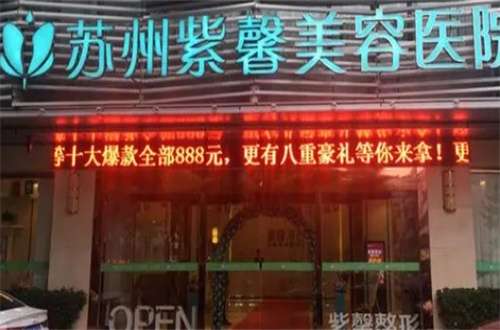 苏州紫馨美容医院
等十大爆款全部888元，更有八重豪礼等你来拿！更
OPEN
紫馨整形